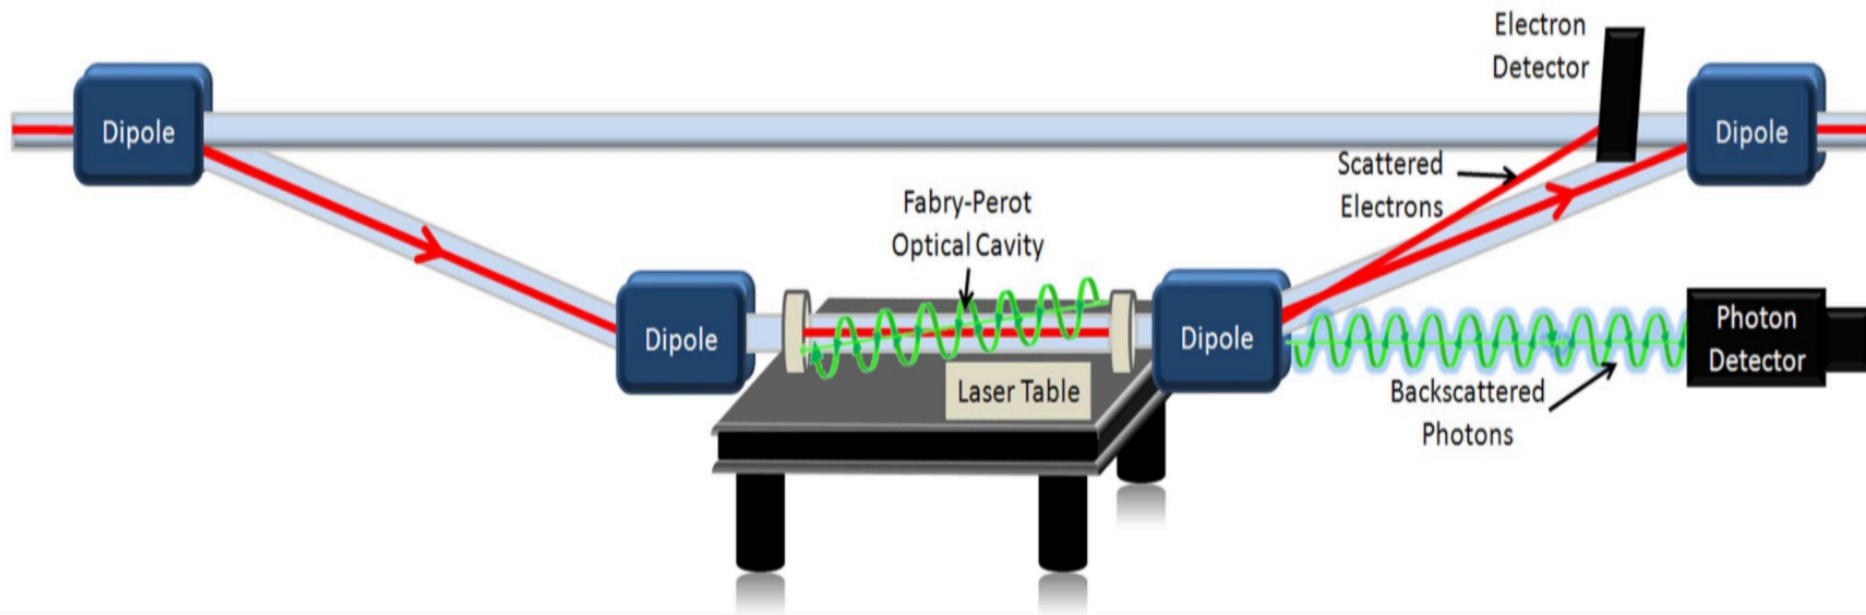 Electron
Detector
Dipole
Dipole
Scattered
Electrons
Fabry-Perot
Optical Cavity
Dipole
Dipole
Photon
Detector
Laser Table
Backscattered
Photons